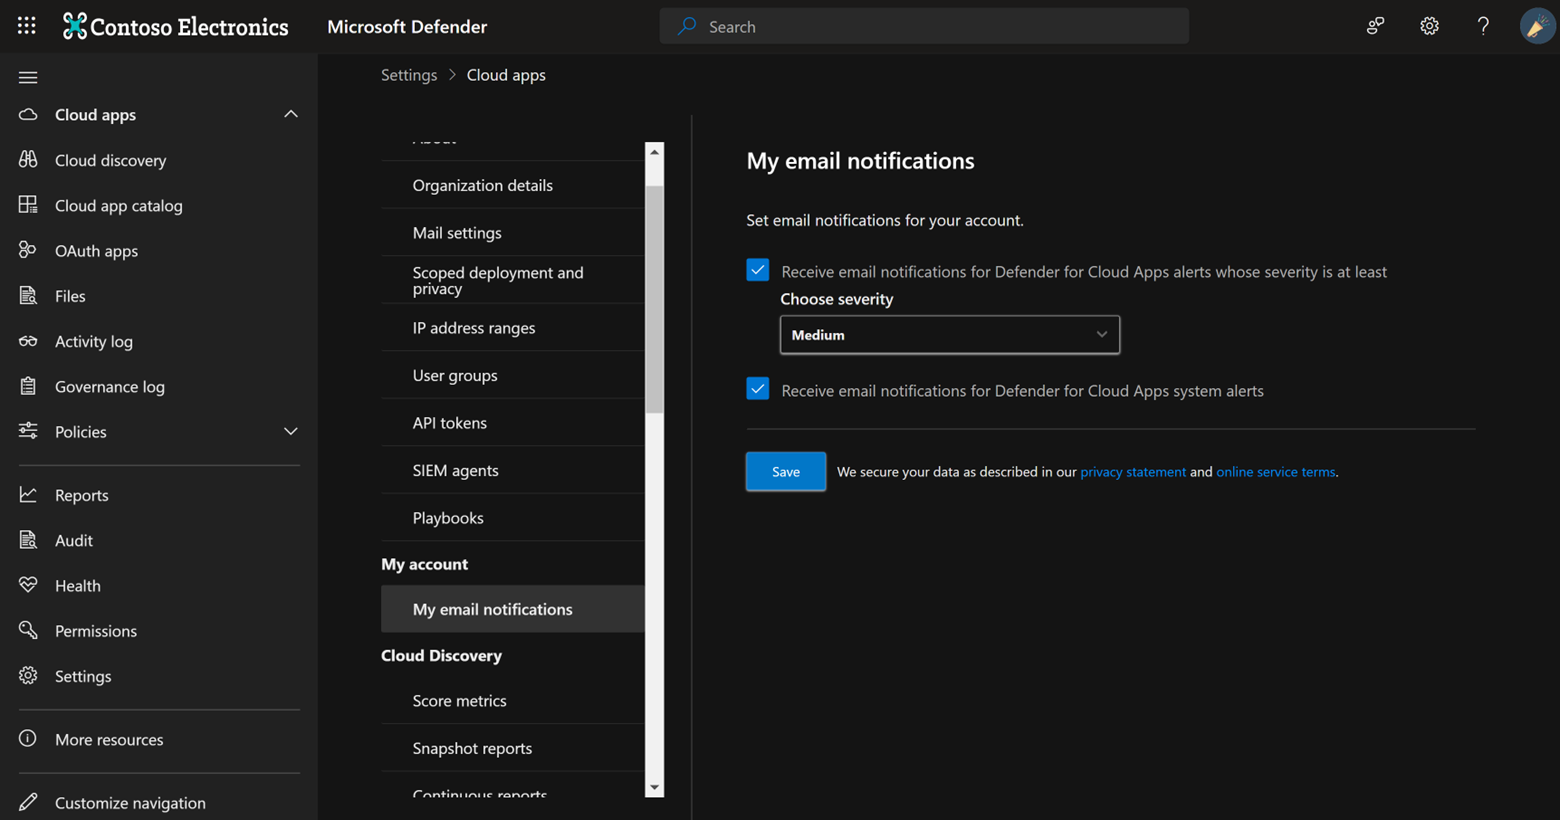 Contoso Electronics
Microsoft Defender
Search
Cloud apps
Cloud discovery
Cloud app catalog
OAuth apps
Files
Activity log
Governance log
Policies
Reports
Audit
Health
Permissions
Settings
More resources
Customize navigation
Settings > Cloud apps
About
Organization details
Mail settings
Scoped deployment and
privacy
IP address ranges
User groups
API tokens
SIEM agents
Playbooks
My account
My email notifications
Cloud Discovery
Score metrics
Snapshot reports
Continuous reports
My email notifications
Set email notifications for your account.
Receive email notifications for Defender for Cloud Apps alerts whose severity is at least
Choose severity
Medium
Receive email notifications for Defender for Cloud Apps system alerts
Save
We secure your data as described in our privacy statement and online service terms.